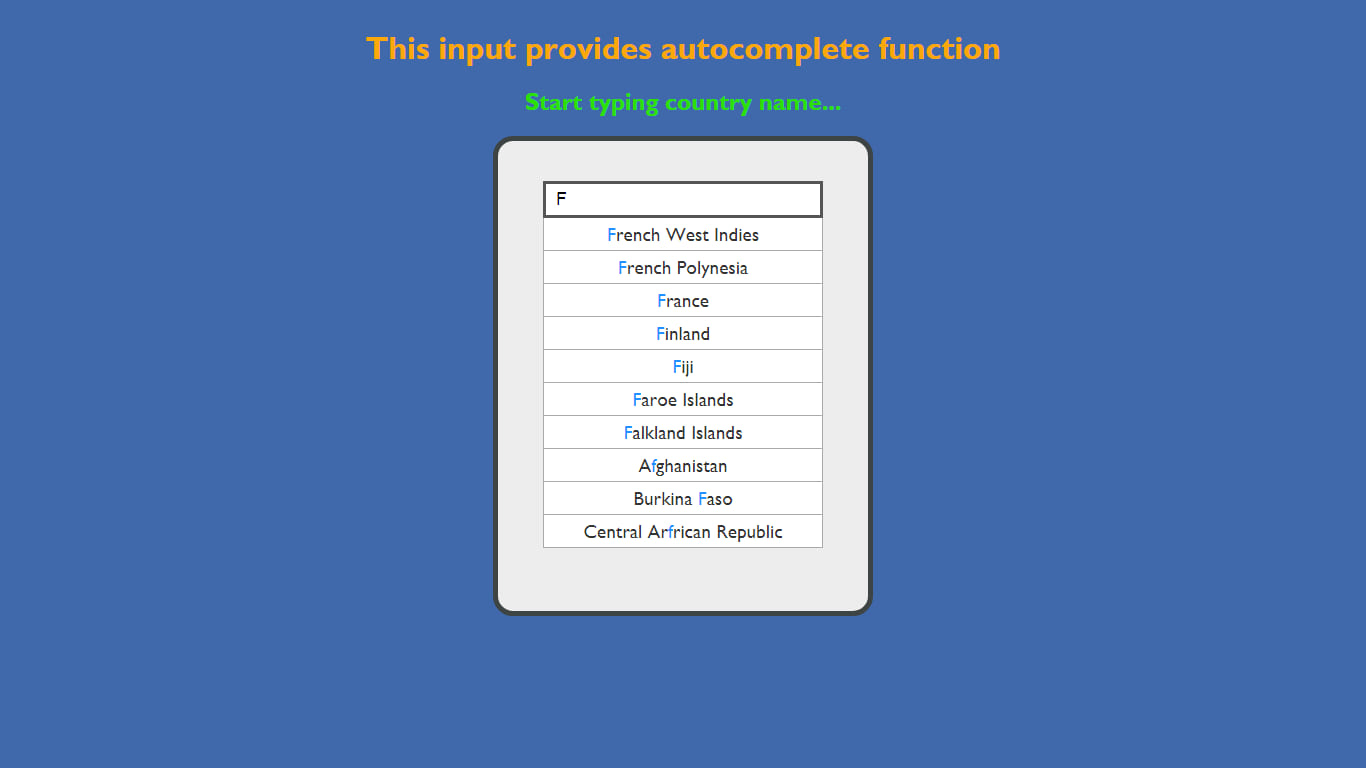 This input provides autocomplete function
Start typing country name...
F
French West Indies
French Polynesia
France
Finland
Fiji
Faroe Islands
Falkland Islands
Afghanistan
Burkina Faso
Central Arfrican Republic